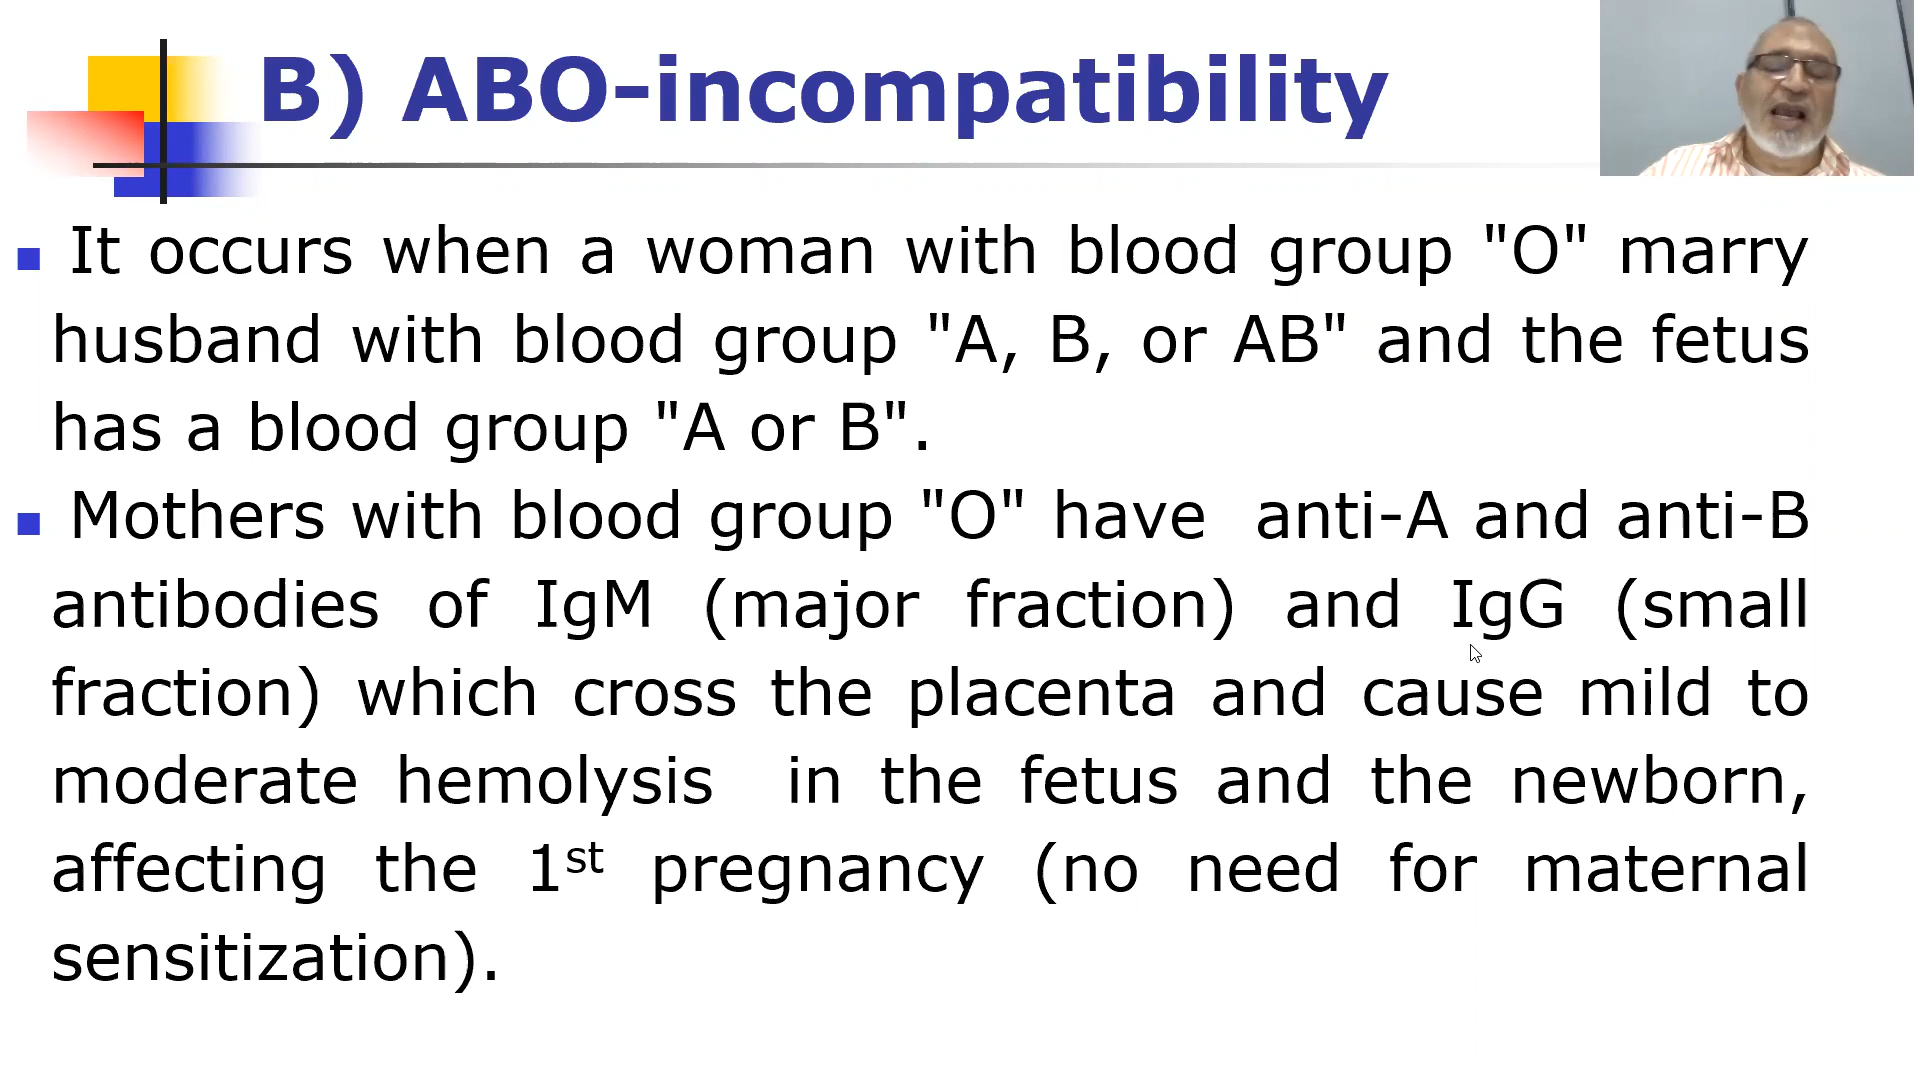 B) ABO-incompatibility
It occurs when a woman with blood group "O" marry
husband with blood group "A, B, or AB" and the fetus
has a blood group "A or B".
Mothers with blood group "O" have anti-A and anti-B
antibodies of IgM (major fraction) and IgG (small
fraction) which cross the placenta and cause mild to
moderate hemolysis in the fetus and the newborn,
affecting the 1st pregnancy (no need for maternal
sensitization).